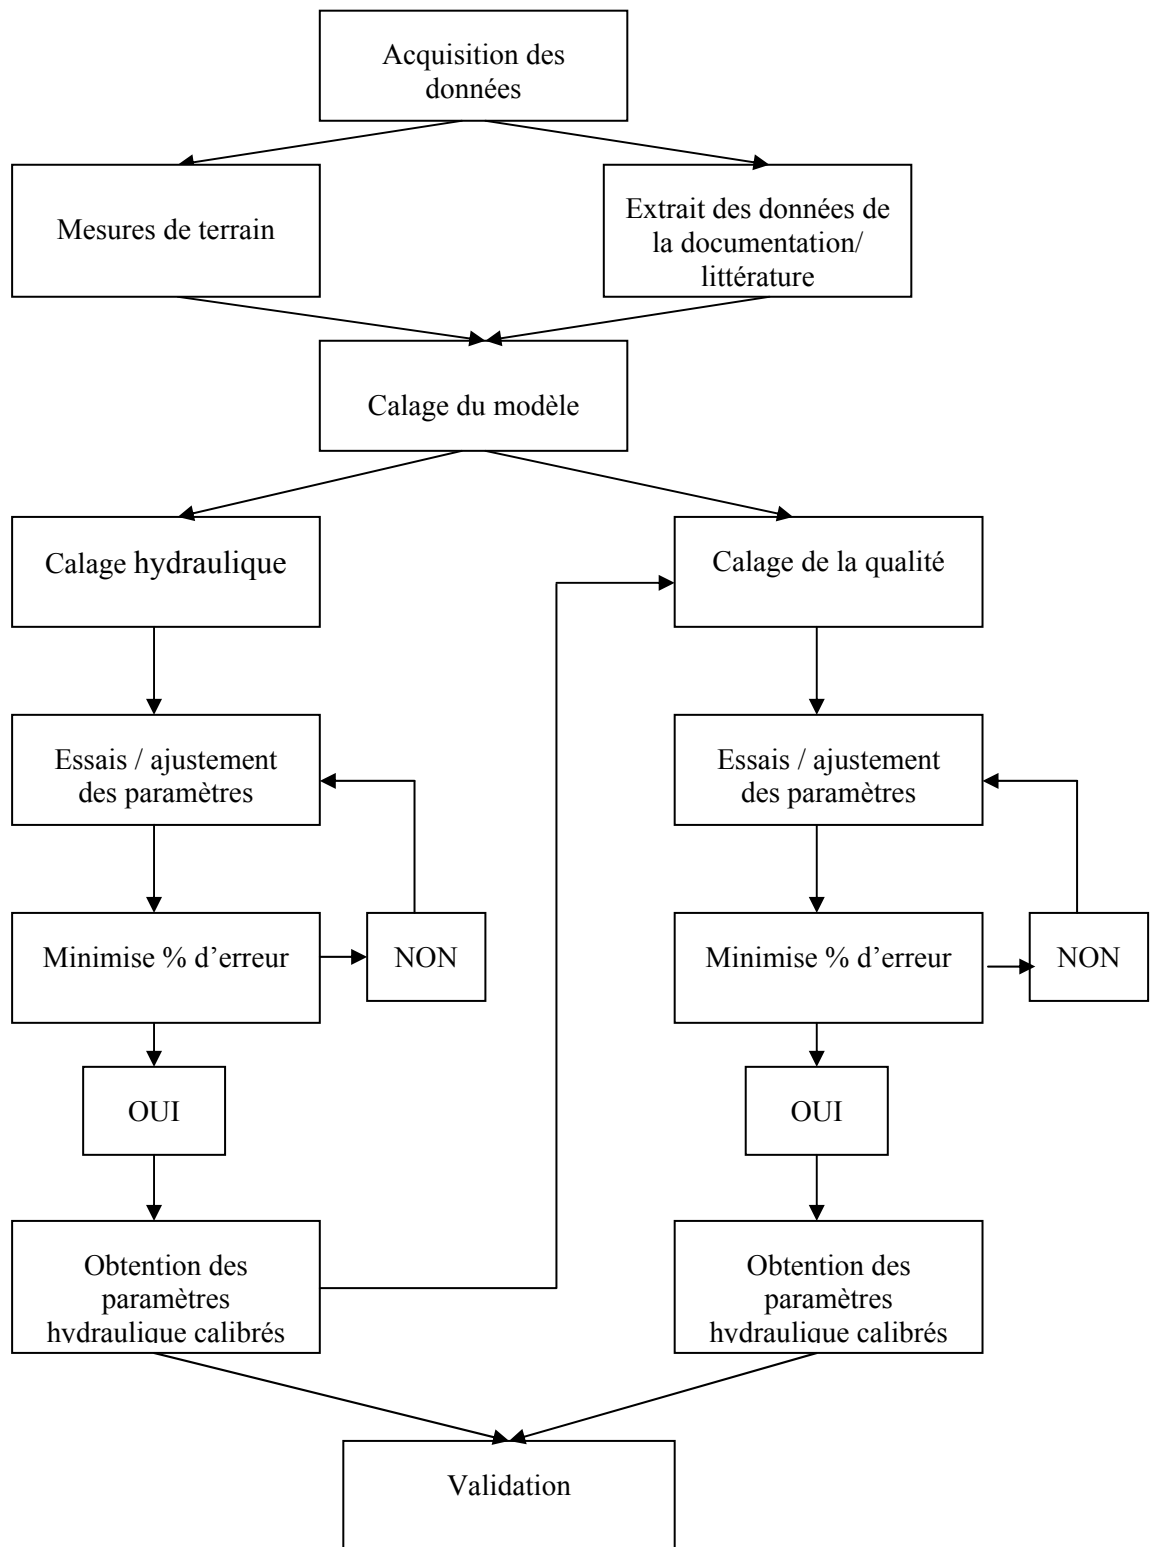 Acquisition des
données
Mesures de terrain
Extrait des données de
la documentation/
littérature
Calage du modèle
Calage hydraulique
Calage de la qualité
Essais / ajustement
des paramètres
Essais / ajustement
des paramètres
Minimise % d’erreur
NON
Minimise % d’erreur
NON
OUI
OUI
Obtention des
paramètres
hydraulique calibrés
Obtention des
paramètres
hydraulique calibrés
Validation